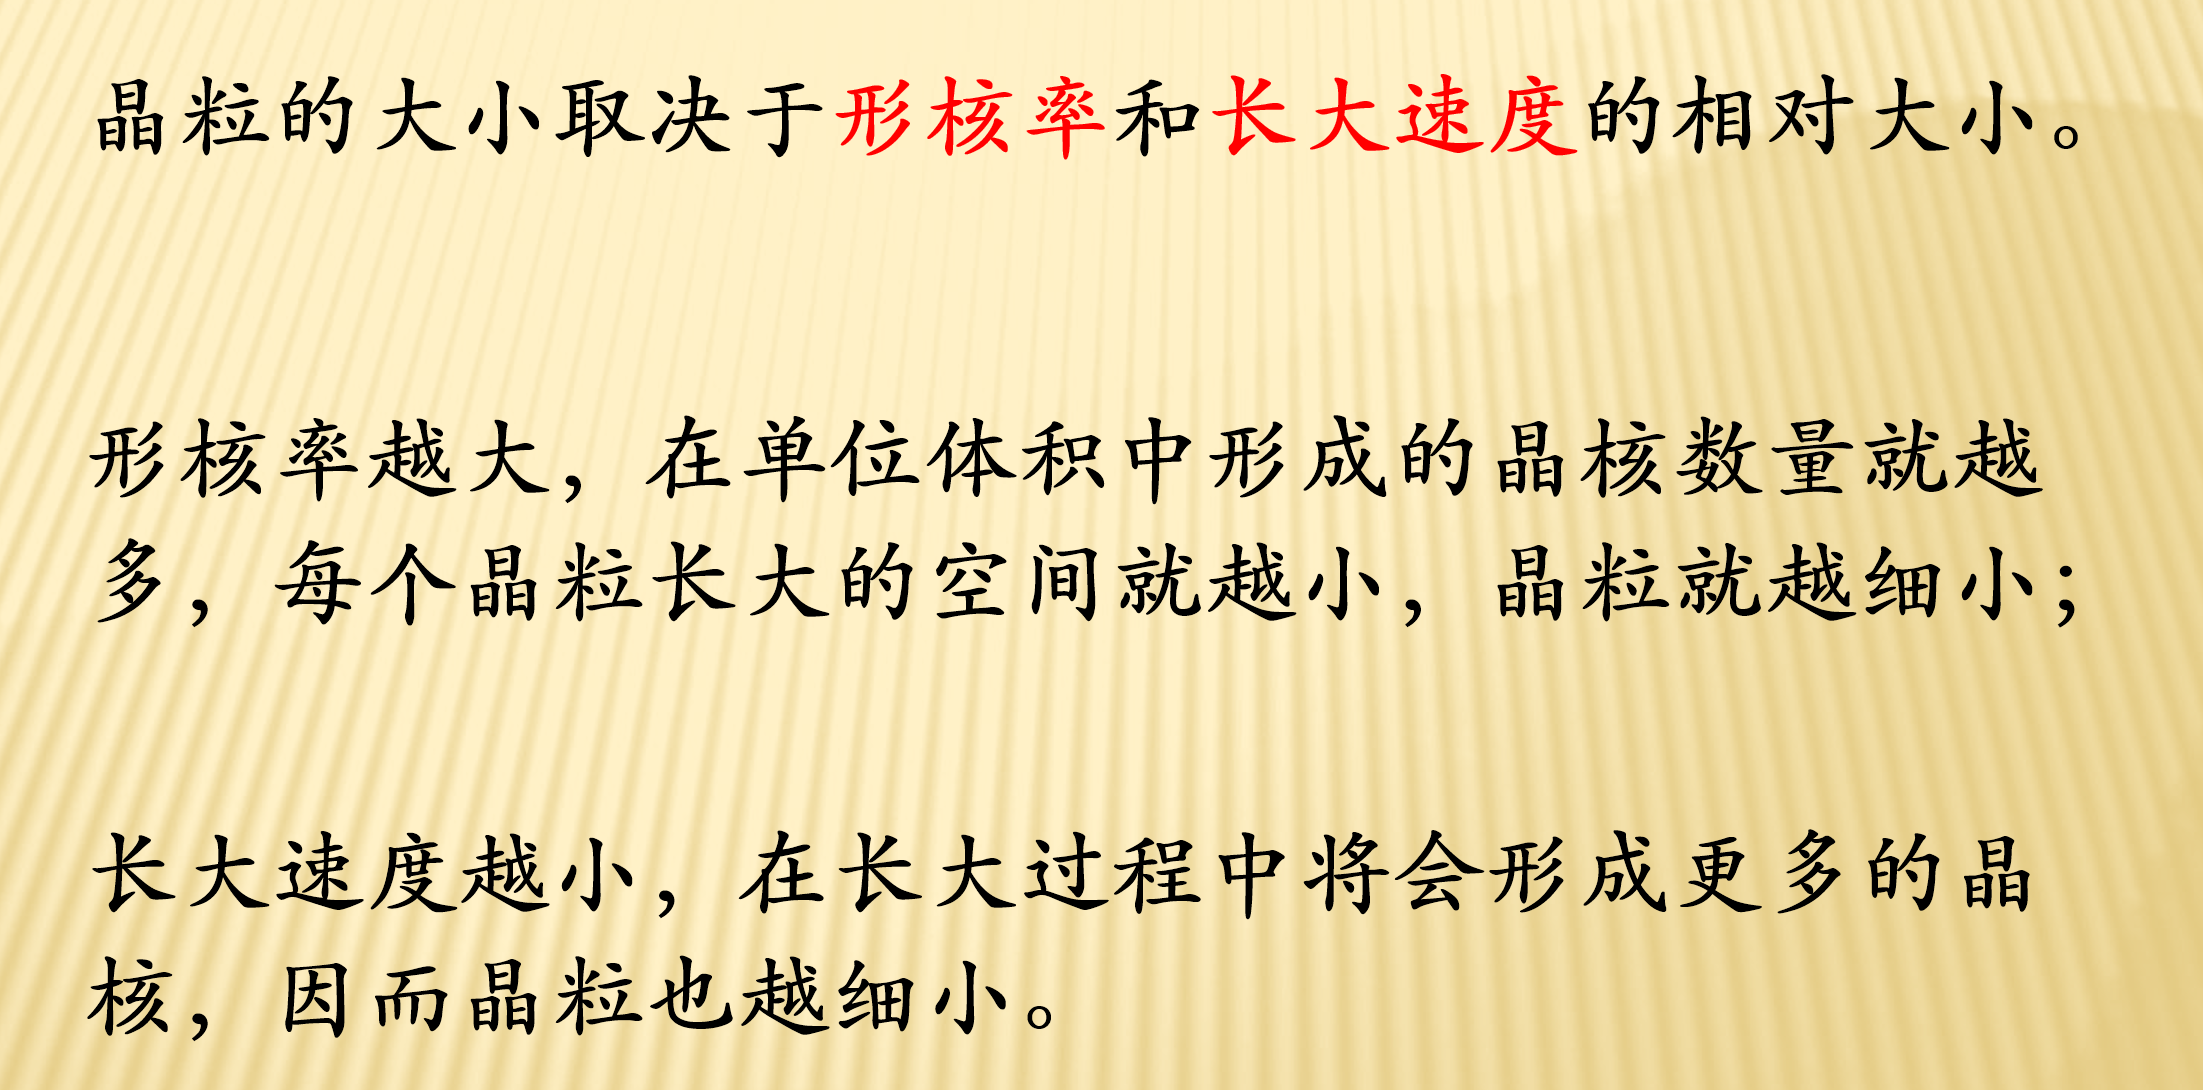 晶粒的大小取决于形核率和长大速度的相对大小。
形核率越大，在单位体积中形成的晶核数量就越
多，每个晶粒长大的空间就越小，晶粒就越细小；
长大速度越小，在长大过程中将会形成更多的晶
核，因而晶粒也越细小。